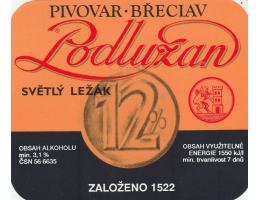 PIVOVAR · BŘECLAV
Podlužan
SVĚTLÝ LEŽÁK
12%
OBSAH ALKOHOLU
min. 3,1 %
ČSN 56 6635
OBSAH VYUŽITELNÉ
ENERGIE 1550 kJ/l
min. trvanlivost 7 dnů
ZALOŽENO 1522